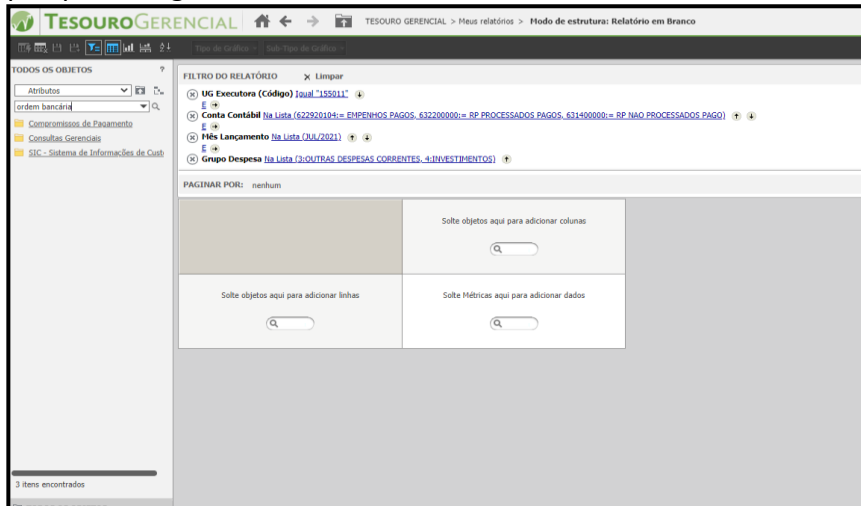 TESOUROGERENCIAL TESOURO GERENCIAL > Meus relatórios > Modo de estrutura: Relatório em Branco
Tipo de Gráfico > Sub-Tipo de Gráfico >
TODOS OS OBJETOS ?
Atributos
ordem bancária
Compromissos de Pagamento
Consultas Gerenciais
SIC - Sistema de Informações de Cust
3 itens encontrados
FILTRO DO RELATÓRIO x Limpar
UG Executora (Código) Igual "155011"
E
Conta Contábil Na Lista (622920104:= EMPENHOS PAGOS, 632200000:= RP PROCESSADOS PAGOS, 631400000:= RP NAO PROCESSADOS PAGO)
E
Mês Lançamento Na Lista (JUL/2021)
E
Grupo Despesa Na Lista (3:OUTRAS DESPESAS CORRENTES, 4:INVESTIMENTOS)
PAGINAR POR: nenhum
Solte objetos aqui para adicionar colunas
Solte objetos aqui para adicionar linhas
Solte Métricas aqui para adicionar dados